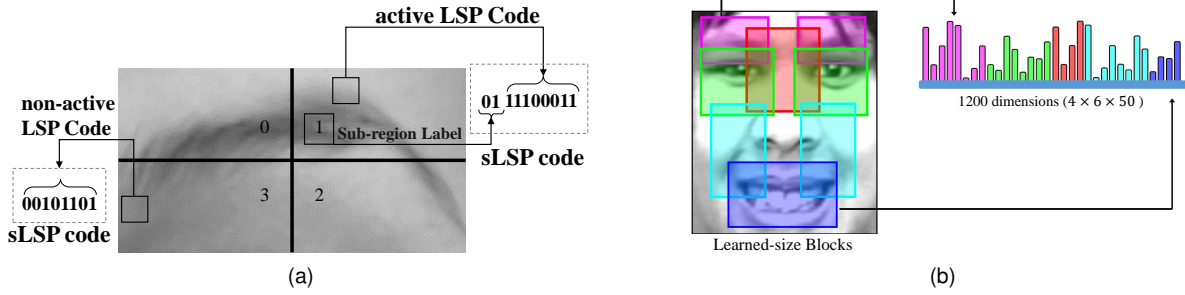 active LSP Code
non-active
LSP Code
0
1
Sub-region Label
01 11100011
sLSP code
3
2
00101101
sLSP code
(a)
1200 dimensions (4 × 6 × 50)
Learned-size Blocks
(b)